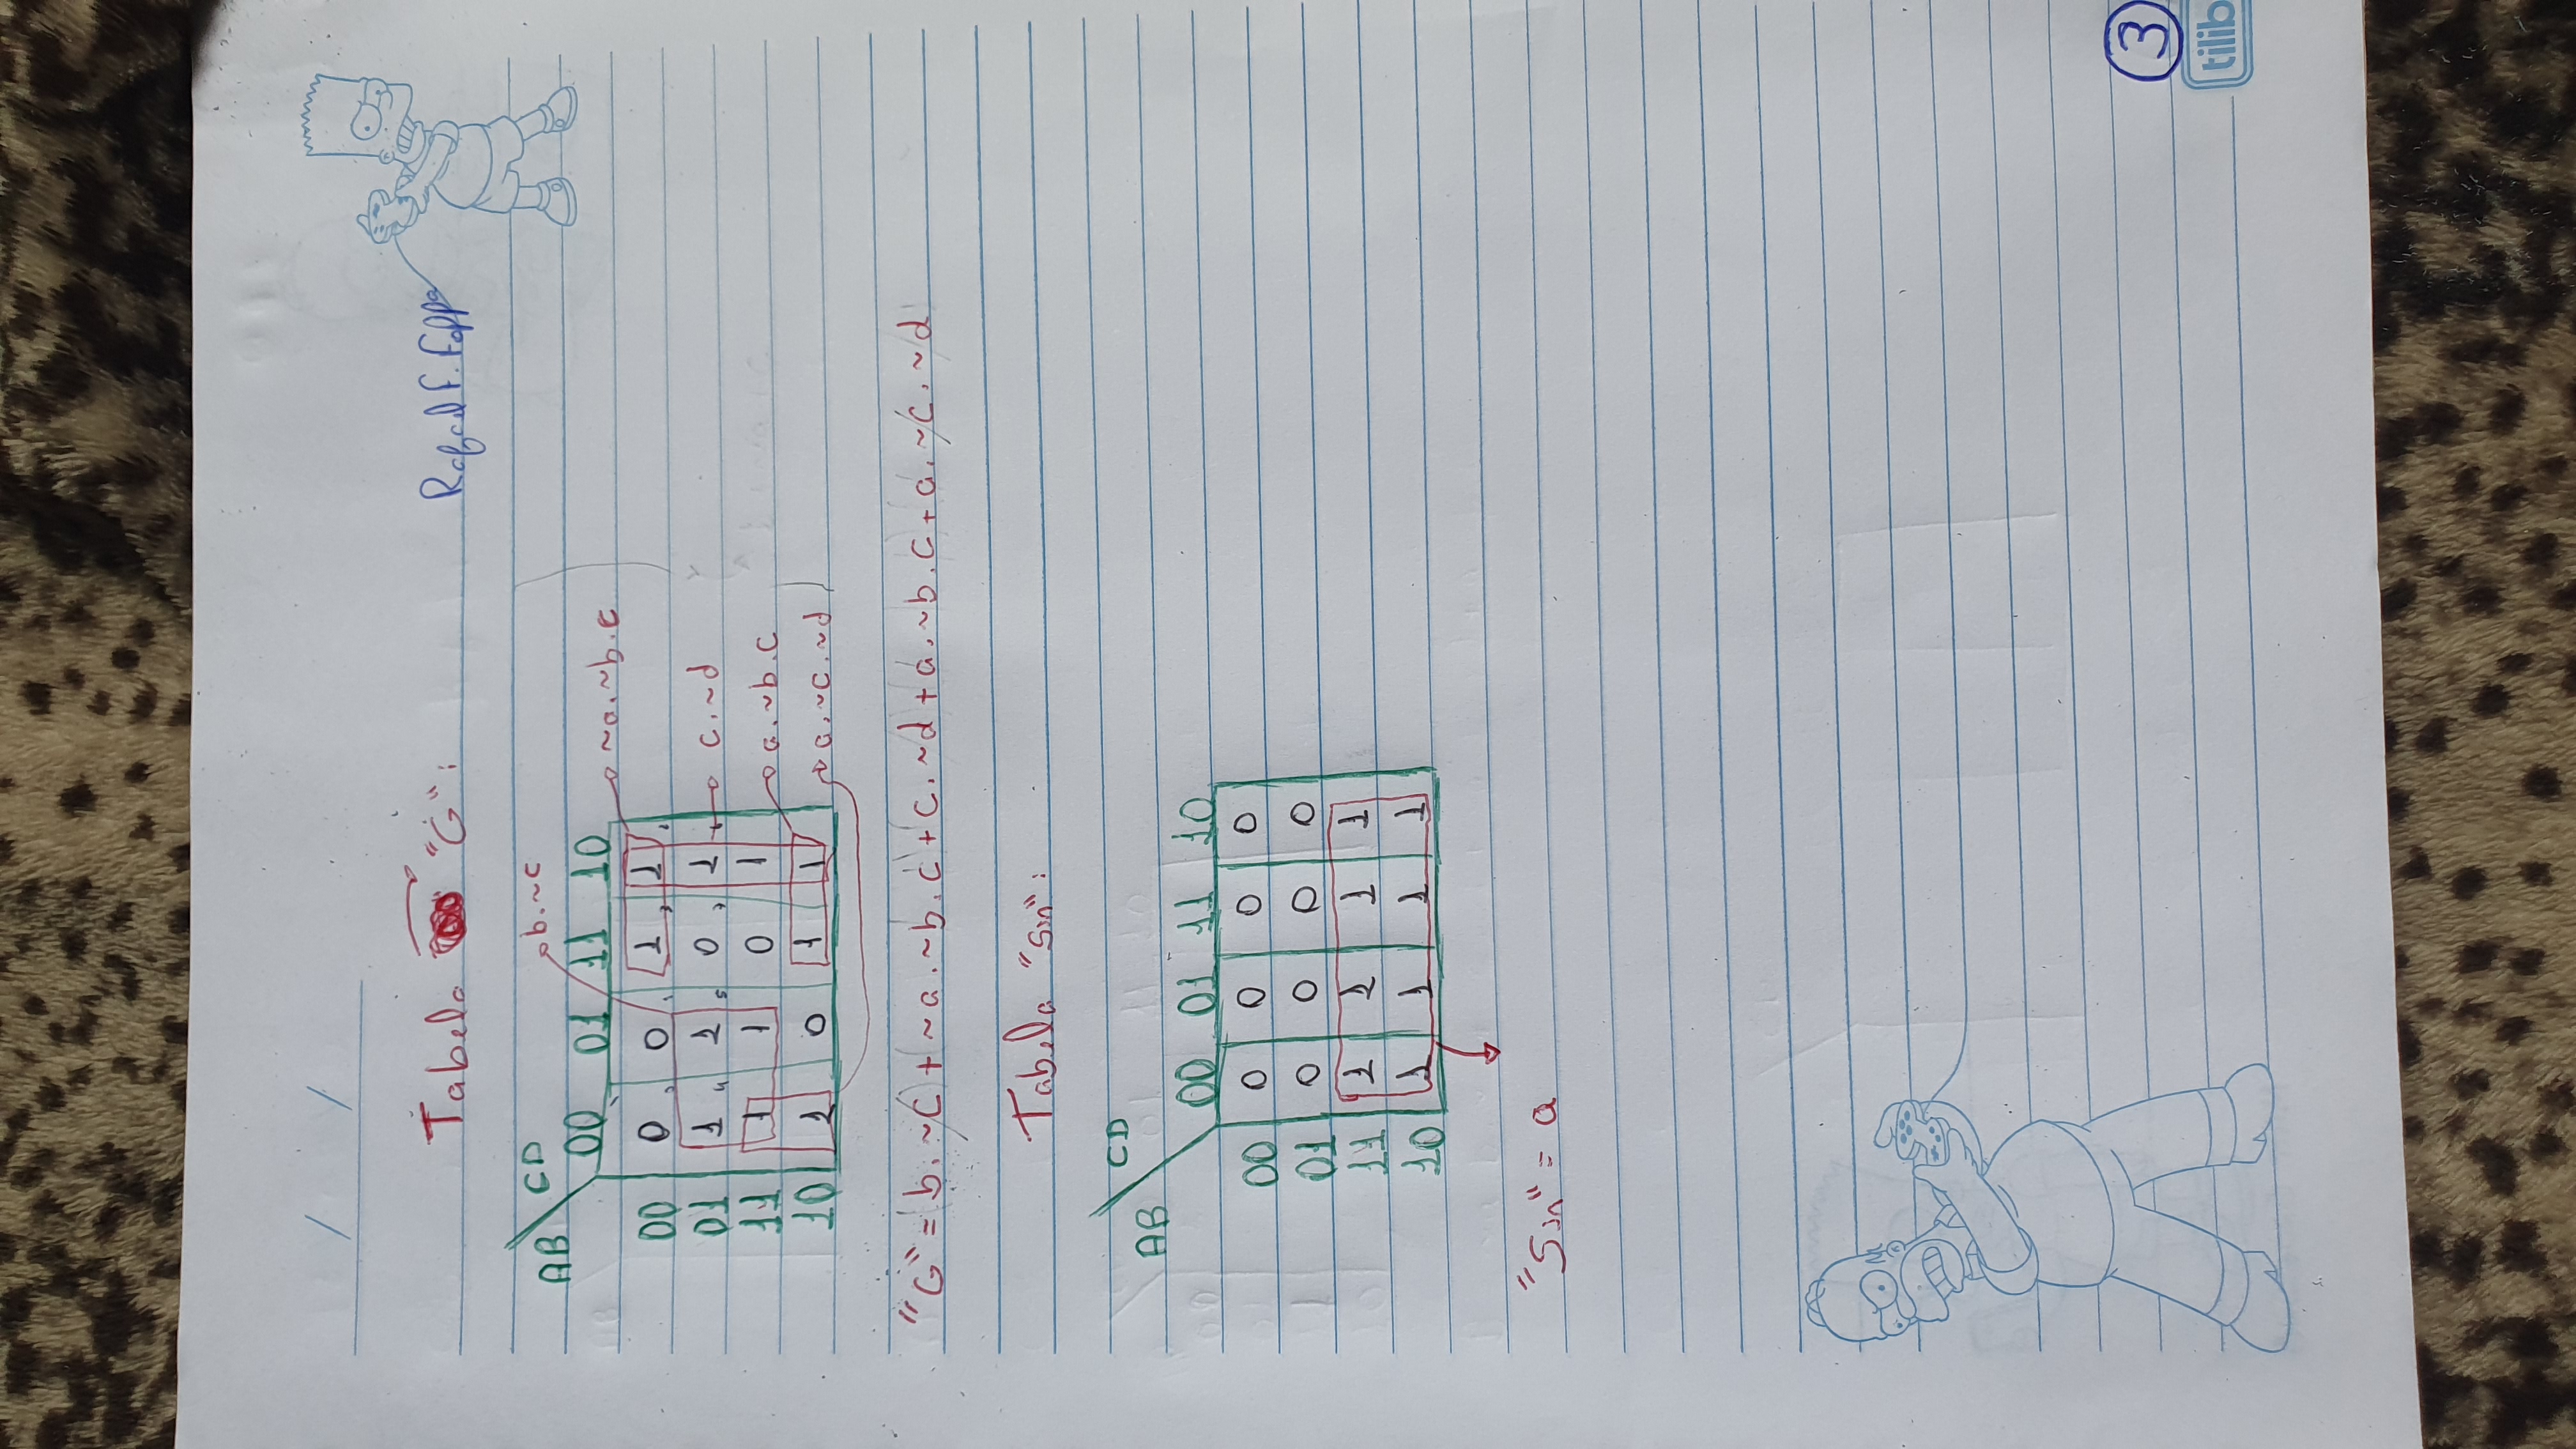 / /
Rafael F. Foppa
Tabela "G":
b.~c
AB CD
00 01 11 10
00 0 0 1 1 ~a.~b.c
01 1 1 0 1 c.~d
11 1 1 0 1 a.~b.c
10 1 0 1 1 a.~c.~d
"G" = b.~c + ~a.~b.c + c.~d + a.~b.c + a.~c.~d
Tabela "Sin":
AB CD
00 01 11 10
00 0 0 0 0
01 0 0 0 0
11 1 1 1 1
10 1 1 1 1
"Sin" = a
3
tilib